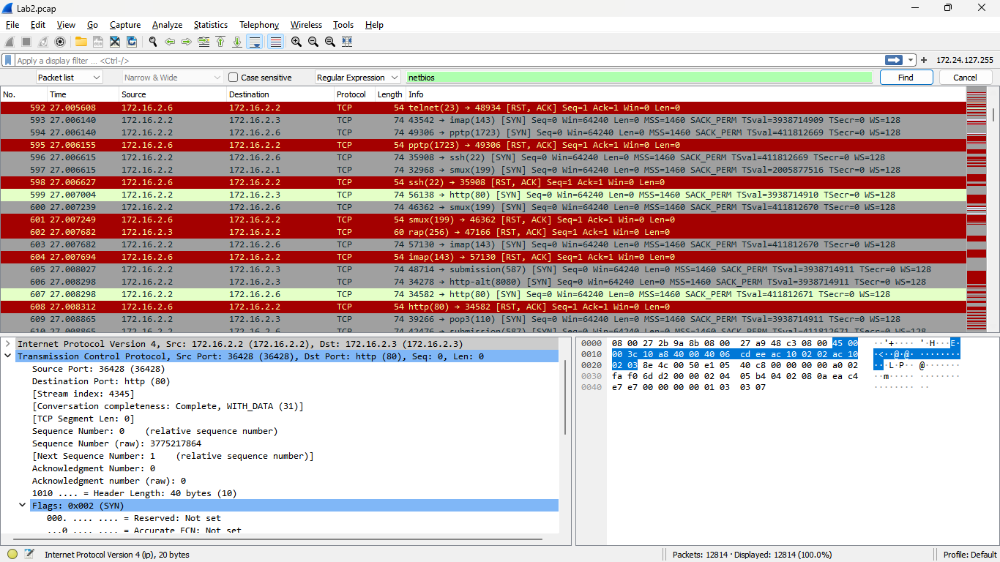 Lab2.pcap
File Edit View Go Capture Analyze Statistics Telephony Wireless Tools Help
Apply a display filter ... <Ctrl-/> 172.24.127.255
Packet list Narrow & Wide Case sensitive Regular Expression netbios Find Cancel
No. Time Source Destination Protocol Length Info
592 27.005608 172.16.2.6 172.16.2.2 TCP 54 telnet(23) → 48934 [RST, ACK] Seq=1 Ack=1 Win=0 Len=0
593 27.006140 172.16.2.2 172.16.2.3 TCP 74 43542 → imap(143) [SYN] Seq=0 Win=64240 Len=0 MSS=1460 SACK_PERM TSval=3938714909 TSecr=0 WS=128
594 27.006140 172.16.2.2 172.16.2.6 TCP 74 49306 → pptp(1723) [SYN] Seq=0 Win=64240 Len=0 MSS=1460 SACK_PERM TSval=411812669 TSecr=0 WS=128
595 27.006155 172.16.2.6 172.16.2.2 TCP 54 pptp(1723) → 49306 [RST, ACK] Seq=1 Ack=1 Win=0 Len=0
596 27.006615 172.16.2.2 172.16.2.6 TCP 74 35908 → ssh(22) [SYN] Seq=0 Win=64240 Len=0 MSS=1460 SACK_PERM TSval=411812669 TSecr=0 WS=128
597 27.006615 172.16.2.2 172.16.2.1 TCP 74 32968 → smux(199) [SYN] Seq=0 Win=64240 Len=0 MSS=1460 SACK_PERM TSval=2005877516 TSecr=0 WS=128
598 27.006627 172.16.2.6 172.16.2.2 TCP 54 ssh(22) → 35908 [RST, ACK] Seq=1 Ack=1 Win=0 Len=0
599 27.007004 172.16.2.2 172.16.2.3 TCP 74 56138 → http(80) [SYN] Seq=0 Win=64240 Len=0 MSS=1460 SACK_PERM TSval=3938714910 TSecr=0 WS=128
600 27.007239 172.16.2.2 172.16.2.6 TCP 74 46362 → smux(199) [SYN] Seq=0 Win=64240 Len=0 MSS=1460 SACK_PERM TSval=411812670 TSecr=0 WS=128
601 27.007249 172.16.2.6 172.16.2.2 TCP 54 smux(199) → 46362 [RST, ACK] Seq=1 Ack=1 Win=0 Len=0
602 27.007682 172.16.2.3 172.16.2.2 TCP 60 rap(256) → 47166 [RST, ACK] Seq=1 Ack=1 Win=0 Len=0
603 27.007682 172.16.2.2 172.16.2.6 TCP 74 57130 → imap(143) [SYN] Seq=0 Win=64240 Len=0 MSS=1460 SACK_PERM TSval=411812670 TSecr=0 WS=128
604 27.007694 172.16.2.6 172.16.2.2 TCP 54 imap(143) → 57130 [RST, ACK] Seq=1 Ack=1 Win=0 Len=0
605 27.008027 172.16.2.2 172.16.2.3 TCP 74 48714 → submission(587) [SYN] Seq=0 Win=64240 Len=0 MSS=1460 SACK_PERM TSval=3938714911 TSecr=0 WS=128
606 27.008298 172.16.2.2 172.16.2.3 TCP 74 34278 → http-alt(8080) [SYN] Seq=0 Win=64240 Len=0 MSS=1460 SACK_PERM TSval=3938714911 TSecr=0 WS=128
607 27.008298 172.16.2.2 172.16.2.6 TCP 74 34582 → http(80) [SYN] Seq=0 Win=64240 Len=0 MSS=1460 SACK_PERM TSval=411812671 TSecr=0 WS=128
608 27.008312 172.16.2.6 172.16.2.2 TCP 54 http(80) → 34582 [RST, ACK] Seq=1 Ack=1 Win=0 Len=0
609 27.008865 172.16.2.2 172.16.2.3 TCP 74 39266 → pop3(110) [SYN] Seq=0 Win=64240 Len=0 MSS=1460 SACK_PERM TSval=3938714911 TSecr=0 WS=128
610 27.008865 172.16.2.2 172.16.2.6 TCP 74 42476 → submission(587) [SYN] Seq=0 Win=64240 Len=0 MSS=1460 SACK_PERM TSval=411812671 TSecr=0 WS=128
Internet Protocol Version 4, Src: 172.16.2.2 (172.16.2.2), Dst: 172.16.2.3 (172.16.2.3)
Transmission Control Protocol, Src Port: 36428 (36428), Dst Port: http (80), Seq: 0, Len: 0
Source Port: 36428 (36428)
Destination Port: http (80)
[Stream index: 4345]
[Conversation completeness: Complete, WITH_DATA (31)]
[TCP Segment Len: 0]
Sequence Number: 0 (relative sequence number)
Sequence Number (raw): 3775217864
[Next Sequence Number: 1 (relative sequence number)]
Acknowledgment Number: 0
Acknowledgment number (raw): 0
1010 .... = Header Length: 40 bytes (10)
Flags: 0x002 (SYN)
000. .... .... = Reserved: Not set
...0 .... .... = Accurate ECN: Not set
0000 08 00 27 2b 9a 8b 08 00 27 a9 48 c3 08 00 45 00 ··'+···· '·H···E·
0010 00 3c 10 a8 40 00 40 06 cd ee ac 10 02 02 ac 10 ·<··@·@· ········
0020 02 03 8e 4c 00 50 e1 05 40 c8 00 00 00 00 a0 02 ···L·P·· @·······
0030 fa f0 6d d2 00 00 02 04 05 b4 04 02 08 0a ea c4 ··m····· ········
0040 e7 e7 00 00 00 00 01 03 03 07 ········ ··
Internet Protocol Version 4 (ip), 20 bytes Packets: 12814 · Displayed: 12814 (100.0%) Profile: Default